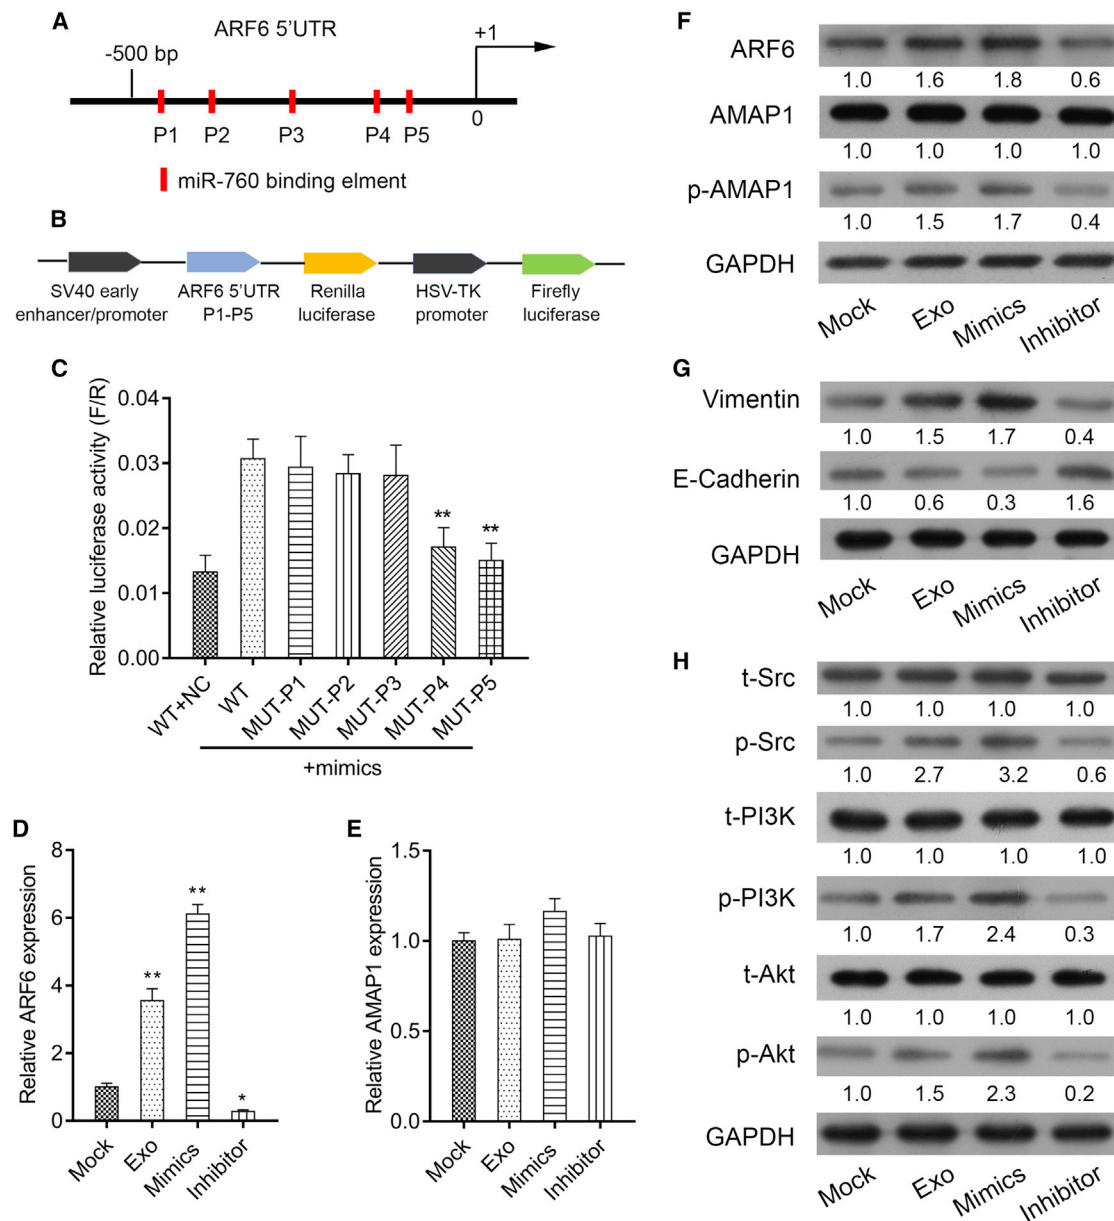 A
ARF6 5'UTR
-500 bp
+1
P1 P2 P3 P4 P5 0
miR-760 binding elment
B
SV40 early
enhancer/promoter
ARF6 5'UTR
P1-P5
Renilla
luciferase
HSV-TK
promoter
Firefly
luciferase
C
Relative luciferase activity (F/R)
0.04
0.03
0.02
0.01
0.00
** **
WT+NC WT MUT-P1 MUT-P2 MUT-P3 MUT-P4 MUT-P5
+mimics
D
Relative ARF6 expression
8
6
4
2
0
** ** *
Mock Exo Mimics Inhibitor
E
Relative AMAP1 expression
1.5
1.0
0.5
0.0
Mock Exo Mimics Inhibitor
F
ARF6
1.0 1.6 1.8 0.6
AMAP1
1.0 1.0 1.0 1.0
p-AMAP1
1.0 1.5 1.7 0.4
GAPDH
Mock Exo Mimics Inhibitor
G
Vimentin
1.0 1.5 1.7 0.4
E-Cadherin
1.0 0.6 0.3 1.6
GAPDH
Mock Exo Mimics Inhibitor
H
t-Src
1.0 1.0 1.0 1.0
p-Src
1.0 2.7 3.2 0.6
t-PI3K
1.0 1.0 1.0 1.0
p-PI3K
1.0 1.7 2.4 0.3
t-Akt
1.0 1.0 1.0 1.0
p-Akt
1.0 1.5 2.3 0.2
GAPDH
Mock Exo Mimics Inhibitor